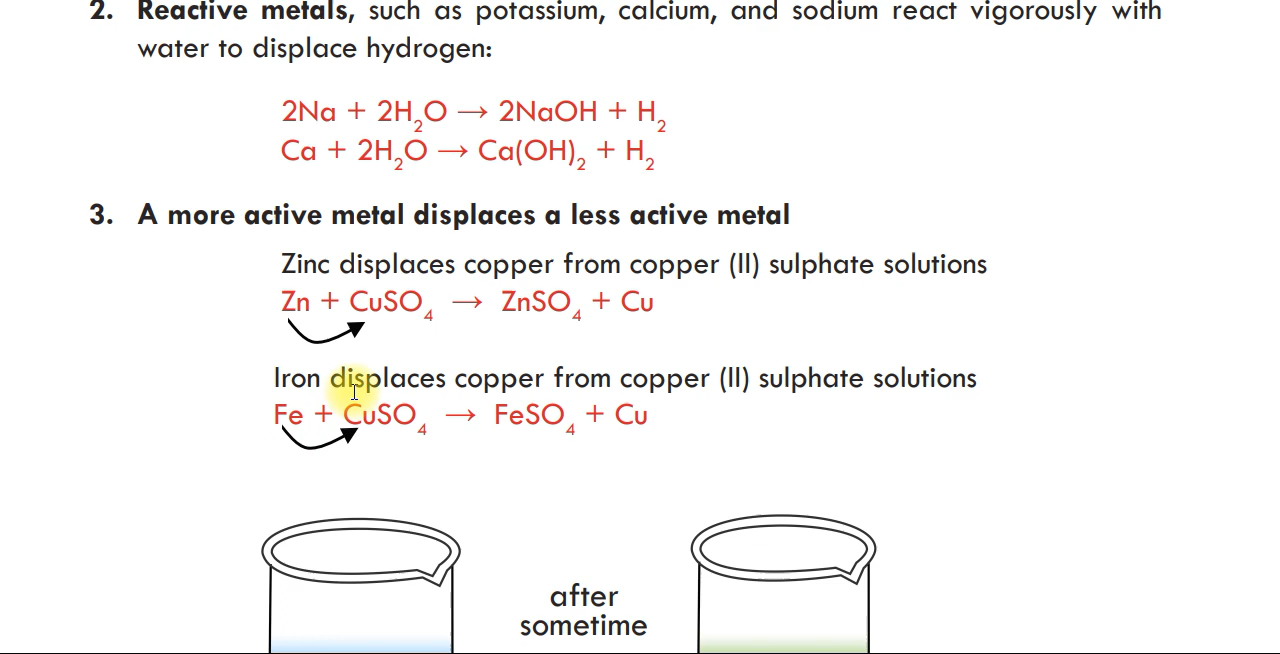 2. Reactive metals, such as potassium, calcium, and sodium react vigorously with
water to displace hydrogen:
2Na + 2H₂O → 2NaOH + H₂
Ca + 2H₂O → Ca(OH)₂ + H₂
3. A more active metal displaces a less active metal
Zinc displaces copper from copper (II) sulphate solutions
Zn + CuSO₄ → ZnSO₄ + Cu
Iron displaces copper from copper (II) sulphate solutions
Fe + CuSO₄ → FeSO₄ + Cu
after
sometime